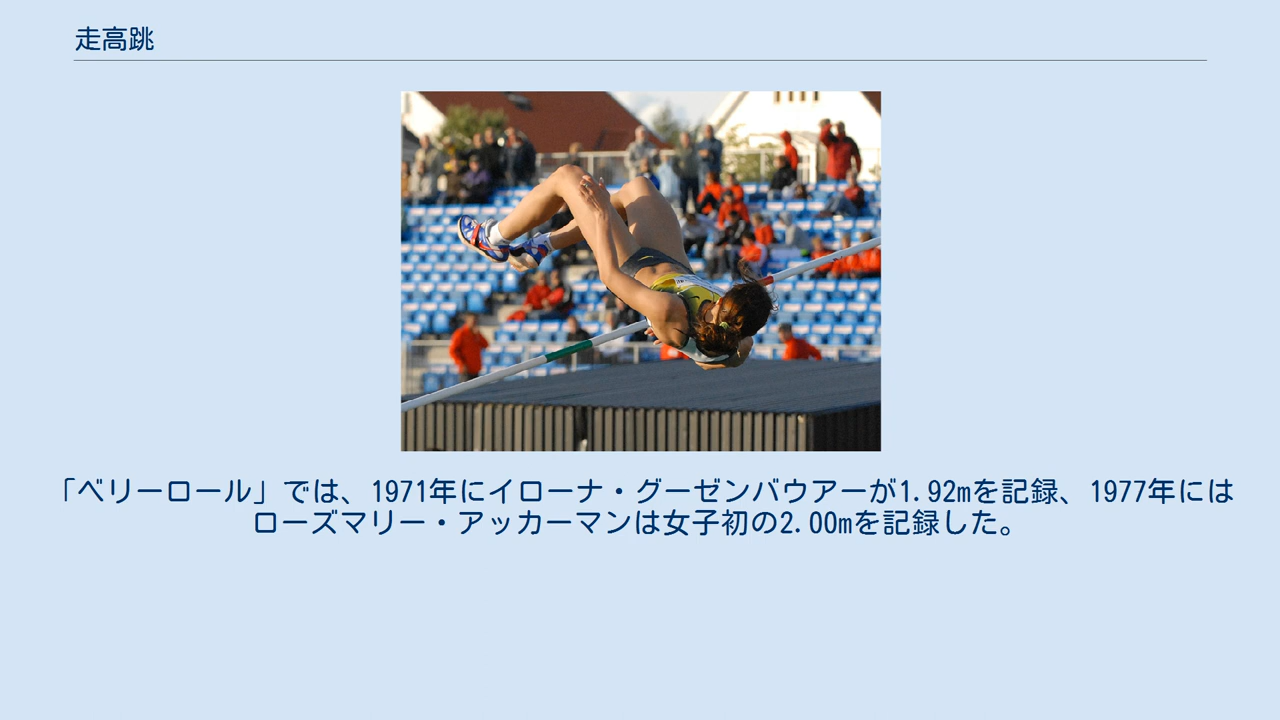 走高跳
「ベリーロール」では、1971年にイローナ・グーゼンバウアーが1.92mを記録、1977年には
ローズマリー・アッカーマンは女子初の2.00mを記録した。